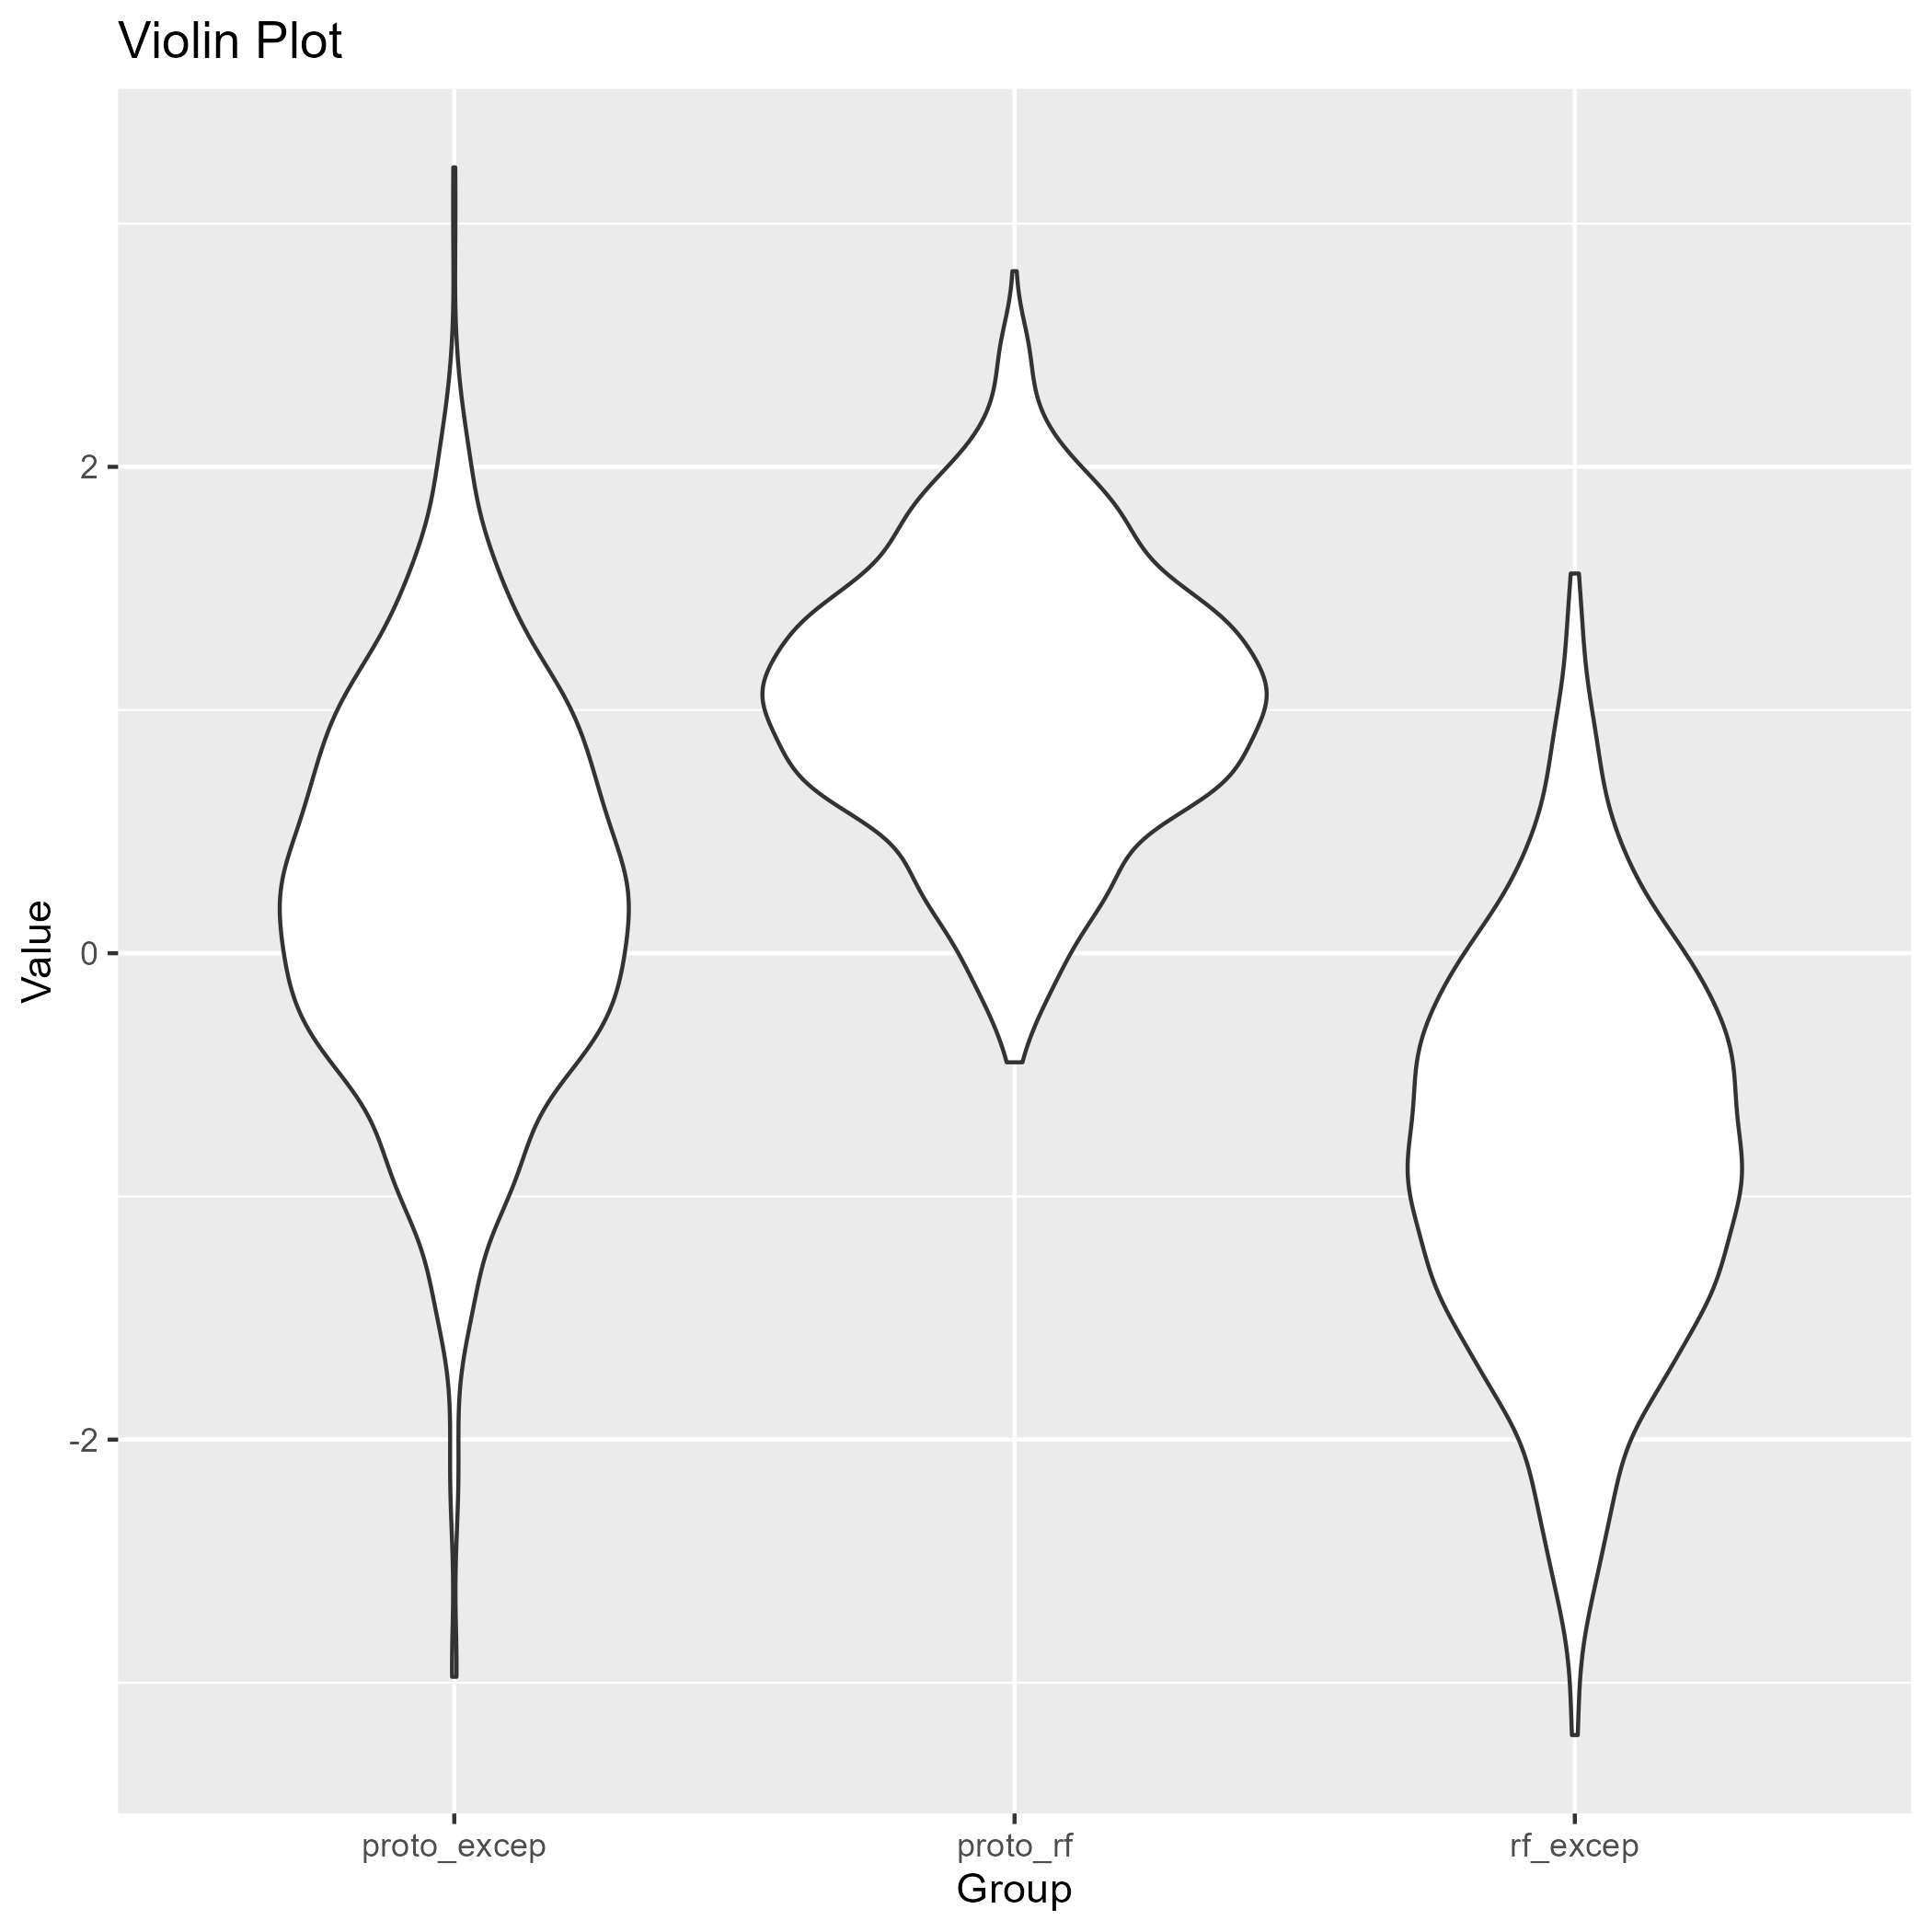 Violin Plot
Value
2
0
-2
proto_excep
proto_rf
rf_excep
Group